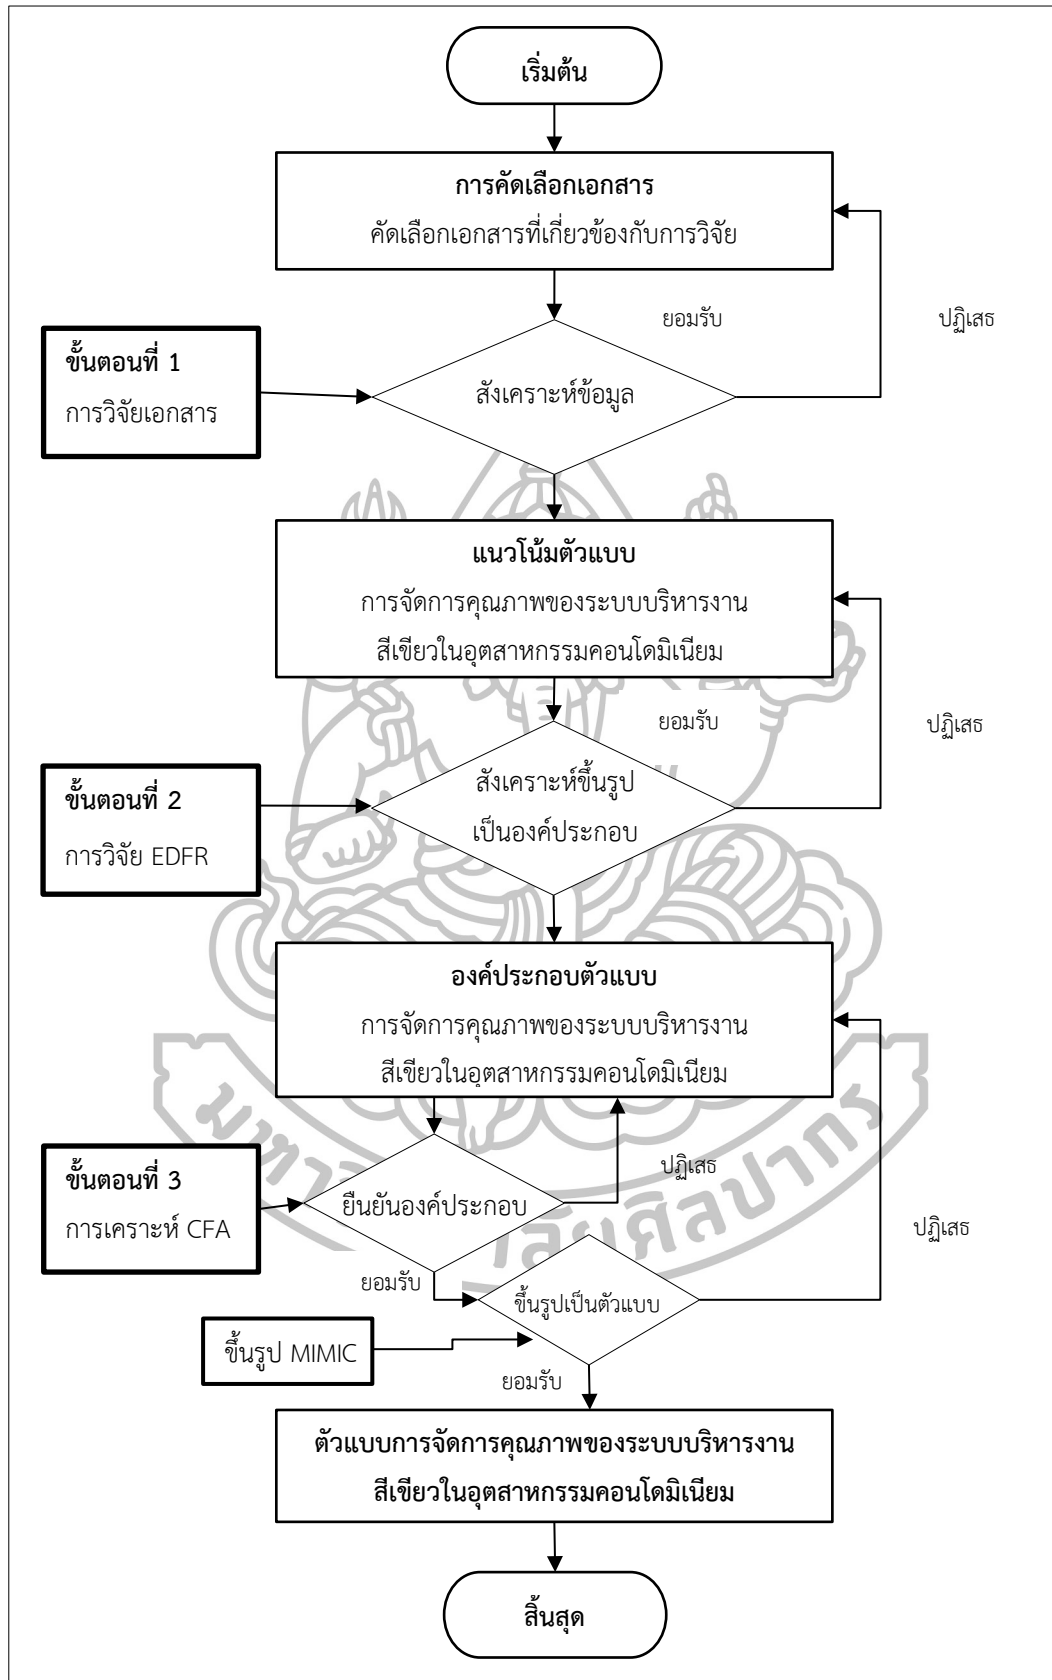 เริ่มต้น
การคัดเลือกเอกสาร
คัดเลือกเอกสารที่เกี่ยวข้องกับการวิจัย
ยอมรับ
ปฏิเสธ
ขั้นตอนที่ 1
การวิจัยเอกสาร
สังเคราะห์ข้อมูล
แนวโน้มตัวแบบ
การจัดการคุณภาพของระบบบริหารงาน
สีเขียวในอุตสาหกรรมคอนโดมิเนียม
ยอมรับ
ปฏิเสธ
ขั้นตอนที่ 2
การวิจัย EDFR
สังเคราะห์ขึ้นรูป
เป็นองค์ประกอบ
องค์ประกอบตัวแบบ
การจัดการคุณภาพของระบบบริหารงาน
สีเขียวในอุตสาหกรรมคอนโดมิเนียม
ขั้นตอนที่ 3
การเคราะห์ CFA
ยืนยันองค์ประกอบ
ปฏิเสธ
ปฏิเสธ
ยอมรับ
ขึ้นรูปเป็นตัวแบบ
ขึ้นรูป MIMIC
ยอมรับ
ตัวแบบการจัดการคุณภาพของระบบบริหารงาน
สีเขียวในอุตสาหกรรมคอนโดมิเนียม
สิ้นสุด